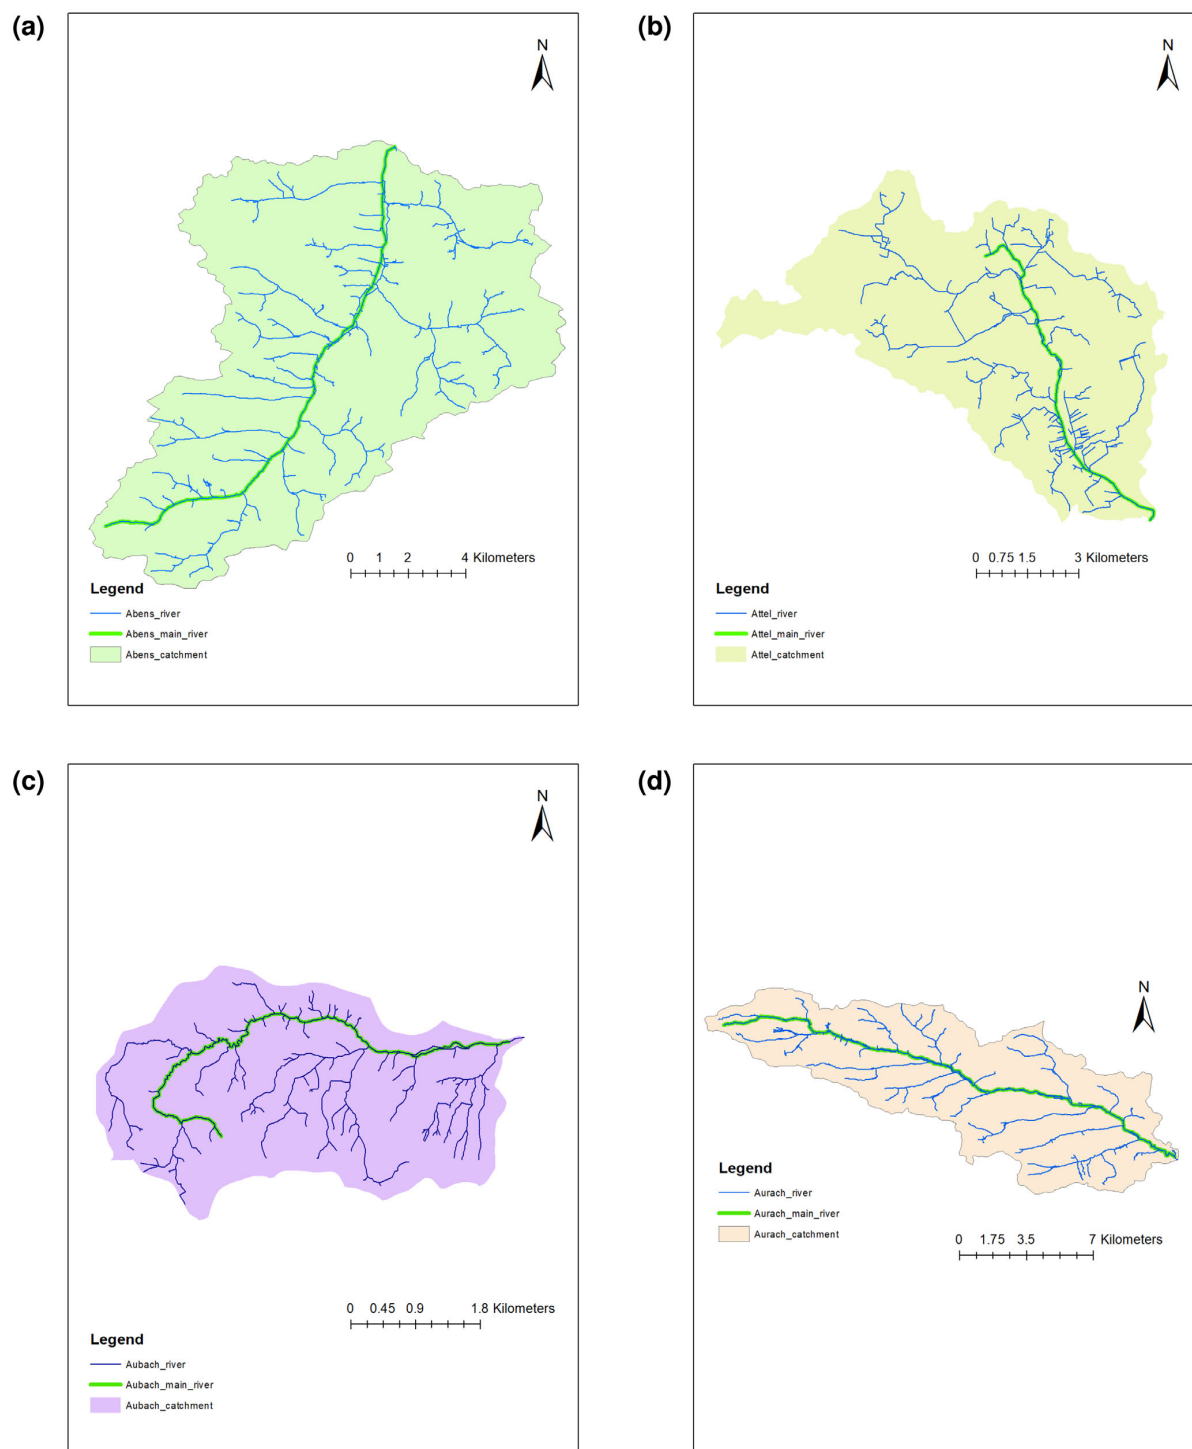 (a)
N
0 1 2 4 Kilometers
Legend
Abens_river
Abens_main_river
Abens_catchment
(b)
N
0 0.75 1.5 3 Kilometers
Legend
Attel_river
Attel_main_river
Attel_catchment
(c)
N
0 0.45 0.9 1.8 Kilometers
Legend
Aubach_river
Aubach_main_river
Aubach_catchment
(d)
N
Legend
Aurach_river
Aurach_main_river
Aurach_catchment
0 1.75 3.5 7 Kilometers